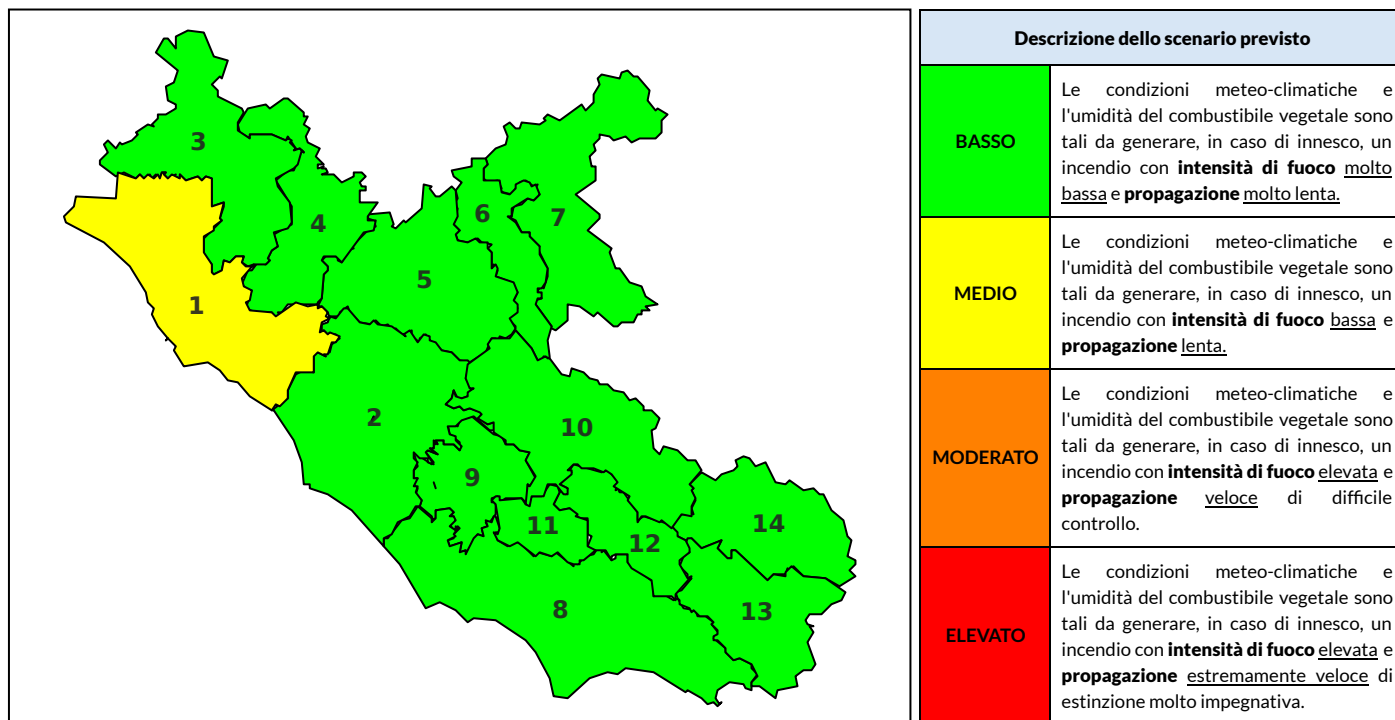 3
4
6
7
5
1
2
10
9
11
12
14
8
13
Descrizione dello scenario previsto
BASSO
Le condizioni meteo-climatiche e
l'umidità del combustibile vegetale sono
tali da generare, in caso di innesco, un
incendio con intensità di fuoco molto
bassa e propagazione molto lenta.
MEDIO
Le condizioni meteo-climatiche e
l'umidità del combustibile vegetale sono
tali da generare, in caso di innesco, un
incendio con intensità di fuoco bassa e
propagazione lenta.
MODERATO
Le condizioni meteo-climatiche e
l'umidità del combustibile vegetale sono
tali da generare, in caso di innesco, un
incendio con intensità di fuoco elevata e
propagazione veloce di difficile
controllo.
ELEVATO
Le condizioni meteo-climatiche e
l'umidità del combustibile vegetale sono
tali da generare, in caso di innesco, un
incendio con intensità di fuoco elevata e
propagazione estremamente veloce di
estinzione molto impegnativa.